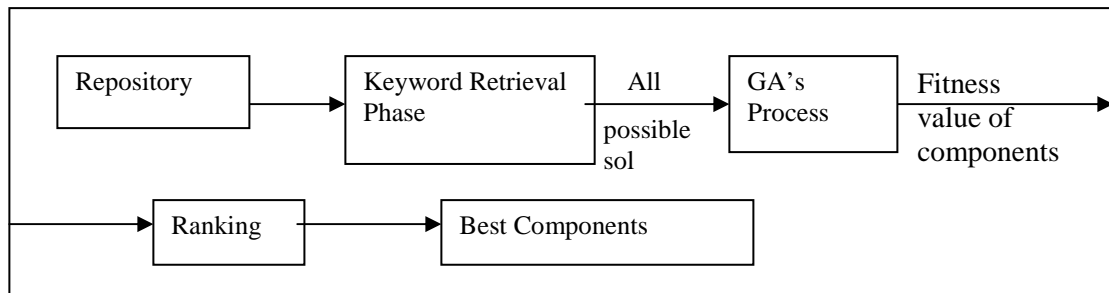 Repository
Keyword Retrieval
Phase
All
possible
sol
GA's
Process
Fitness
value of
components
Ranking
Best Components